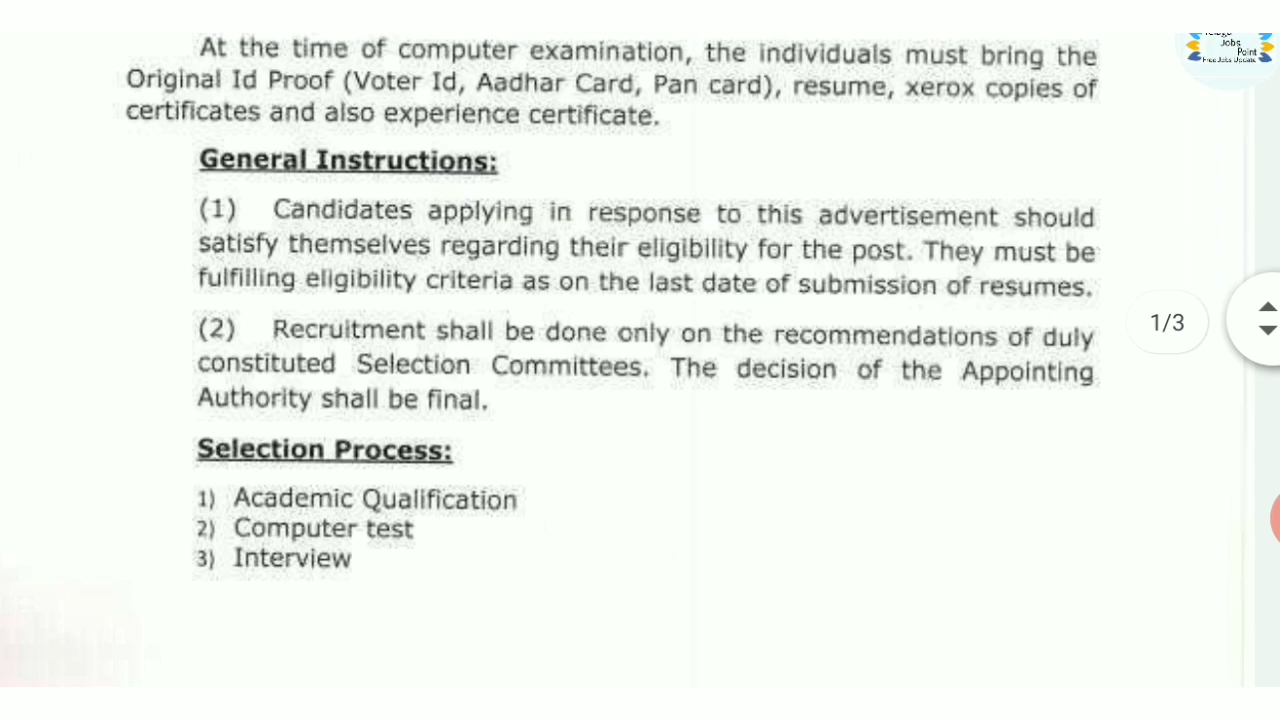 At the time of computer examination, the individuals must bring the
Original Id Proof (Voter Id, Aadhar Card, Pan card), resume, xerox copies of
certificates and also experience certificate.
General Instructions:
(1) Candidates applying in response to this advertisement should
satisfy themselves regarding their eligibility for the post. They must be
fulfilling eligibility criteria as on the last date of submission of resumes.
(2) Recruitment shall be done only on the recommendations of duly
constituted Selection Committees. The decision of the Appointing
Authority shall be final.
Selection Process:
1) Academic Qualification
2) Computer test
3) Interview
Jobs
Point
Free Jobs Update
1/3